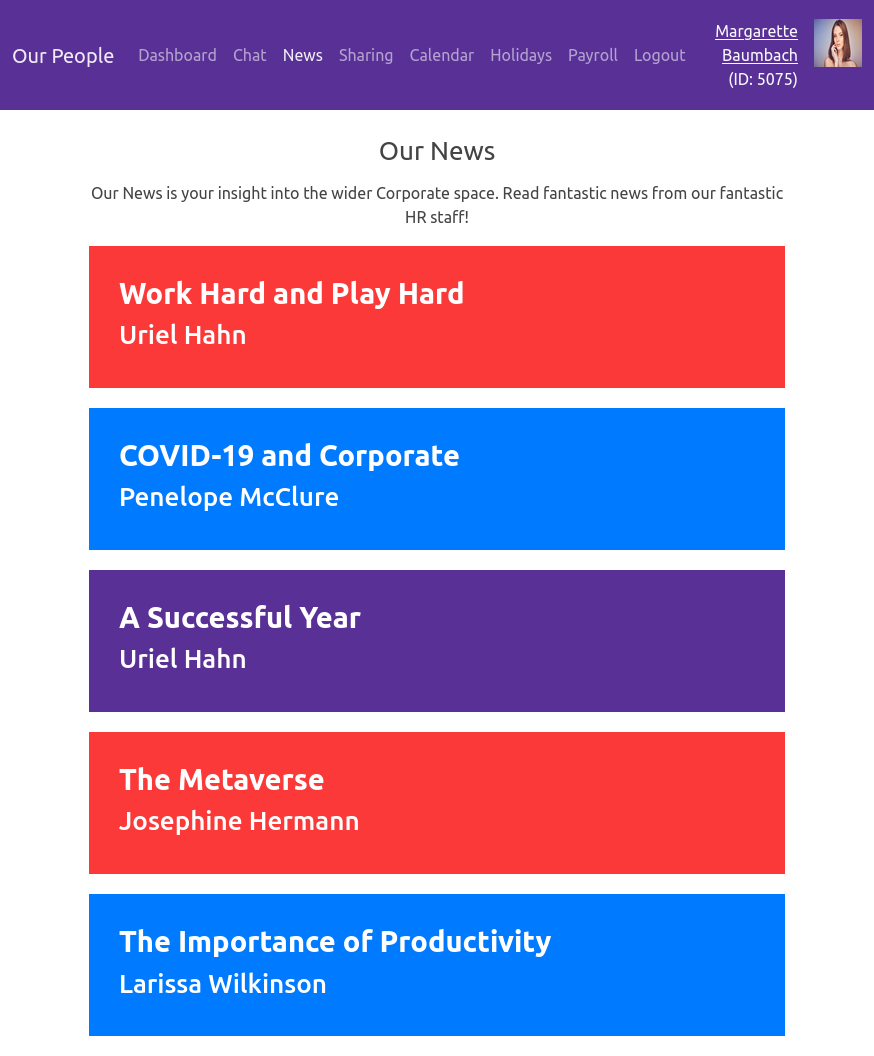 Our People
Dashboard
Chat
News
Sharing
Calendar
Holidays
Payroll
Logout
Margarette
Baumbach
(ID: 5075)
Our News
Our News is your insight into the wider Corporate space. Read fantastic news from our fantastic
HR staff!
Work Hard and Play Hard
Uriel Hahn
COVID-19 and Corporate
Penelope McClure
A Successful Year
Uriel Hahn
The Metaverse
Josephine Hermann
The Importance of Productivity
Larissa Wilkinson